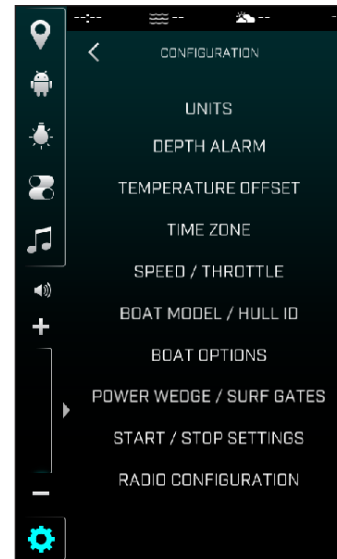 --:-- -- --
CONFIGURATION
UNITS
DEPTH ALARM
TEMPERATURE OFFSET
TIME ZONE
SPEED / THROTTLE
BOAT MODEL / HULL ID
BOAT OPTIONS
POWER WEDGE / SURF GATES
START / STOP SETTINGS
RADIO CONFIGURATION